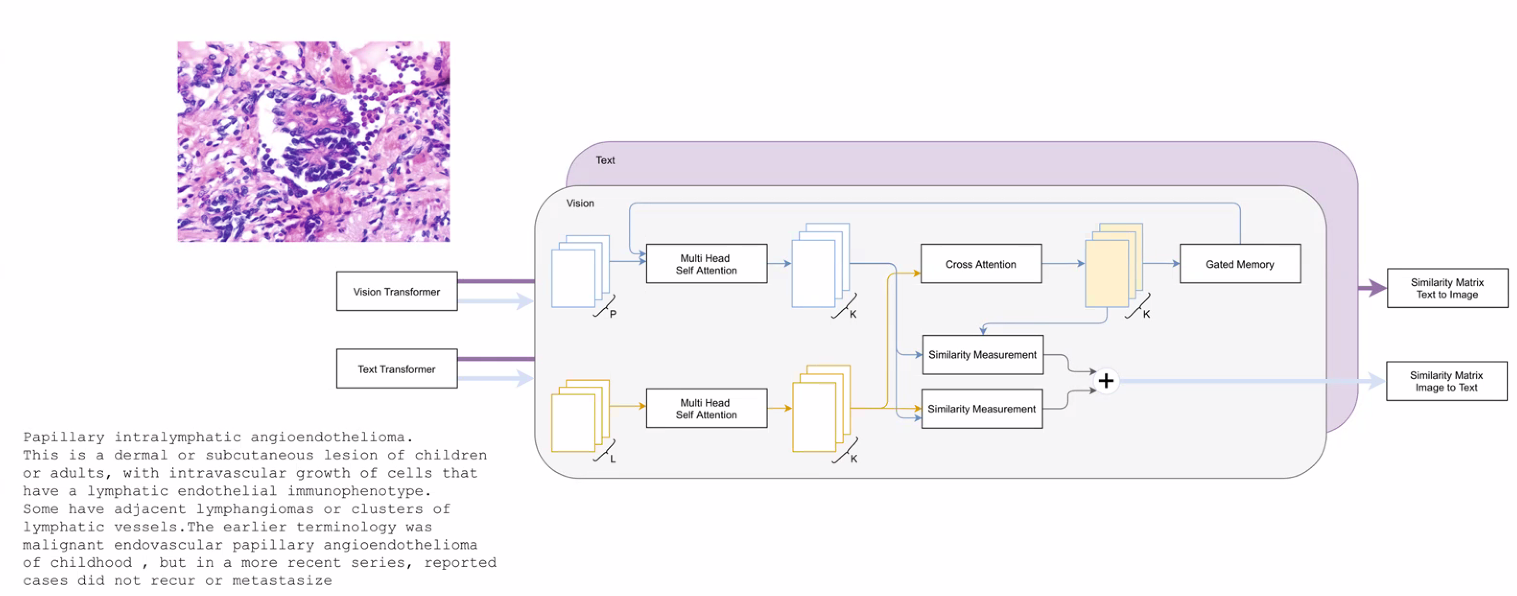 Text
Vision
Vision Transformer
Text Transformer
Multi Head
Self Attention
Cross Attention
Gated Memory
P
K
K
Similarity Measurement
+
Multi Head
Self Attention
Similarity Measurement
L
K
Similarity Matrix
Text to Image
Similarity Matrix
Image to Text
Papillary intralymphatic angioendothelioma.
This is a dermal or subcutaneous lesion of children
or adults, with intravascular growth of cells that
have a lymphatic endothelial immunophenotype.
Some have adjacent lymphangiomas or clusters of
lymphatic vessels.The earlier terminology was
malignant endovascular papillary angioendothelioma
of childhood , but in a more recent series, reported
cases did not recur or metastasize